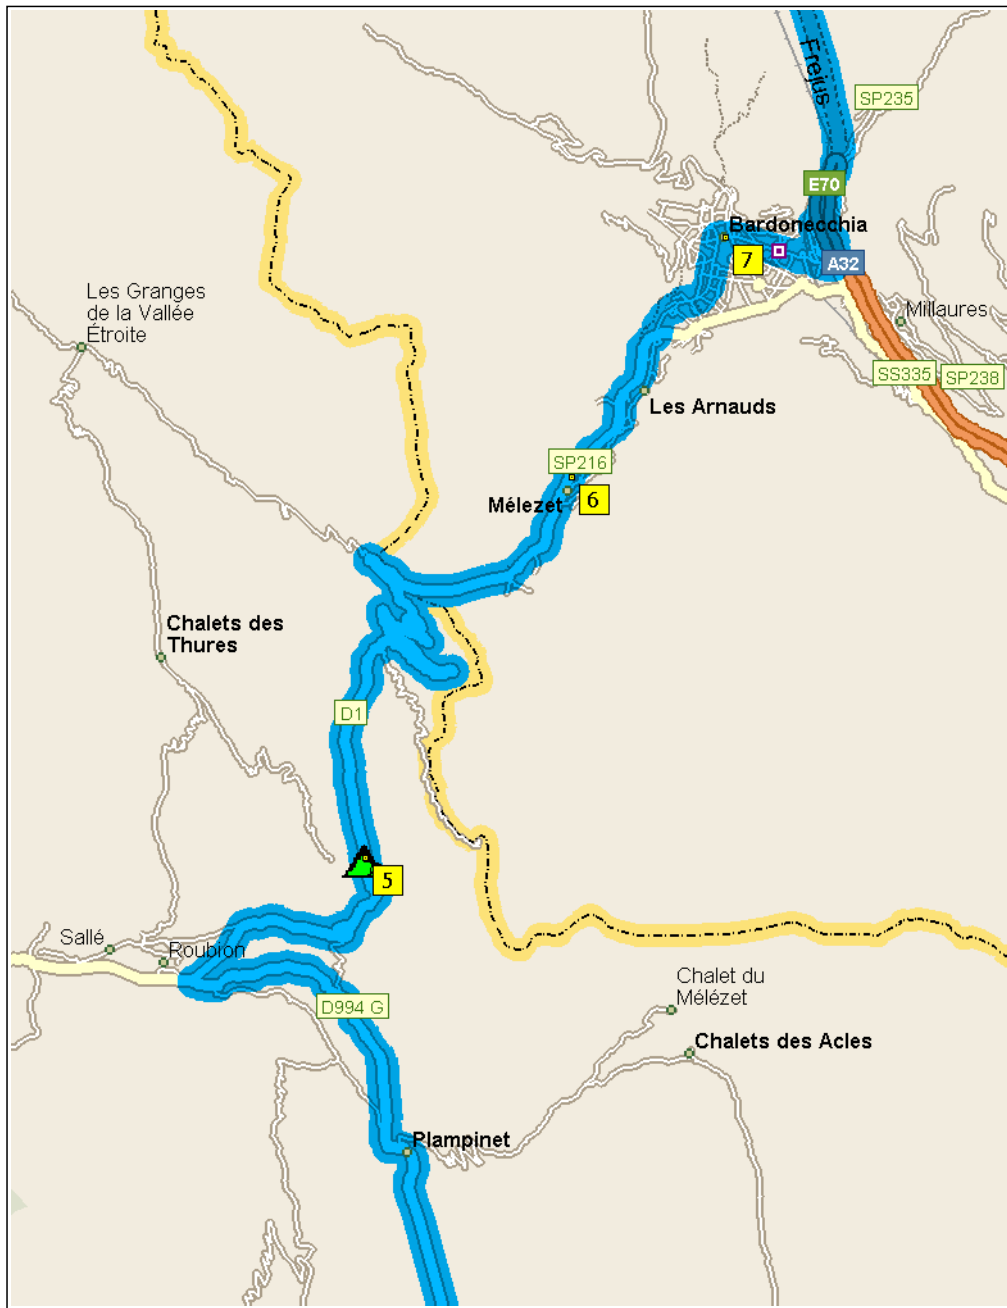 Frejus
SP235
E70
Bardonecchia
7
A32
Les Granges
de la Vallée
Étroite
Millaures
SS335
SP238
Les Arnauds
SP216
Mélezet
6
Chalets des
Thures
D1
5
Sallé
Roubion
Chalet du
Mélézet
D994 G
Chalets des Acles
Plampinet